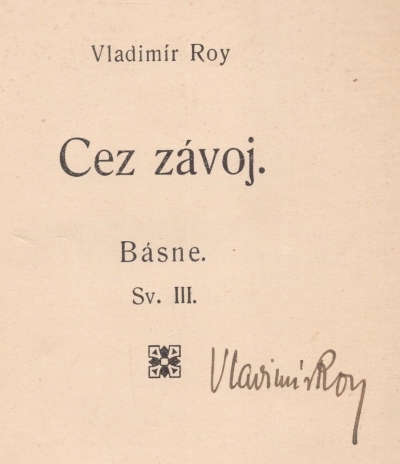 Vladimír Roy
Cez závoj.
Básne.
Sv. III.
Vladimír Roy